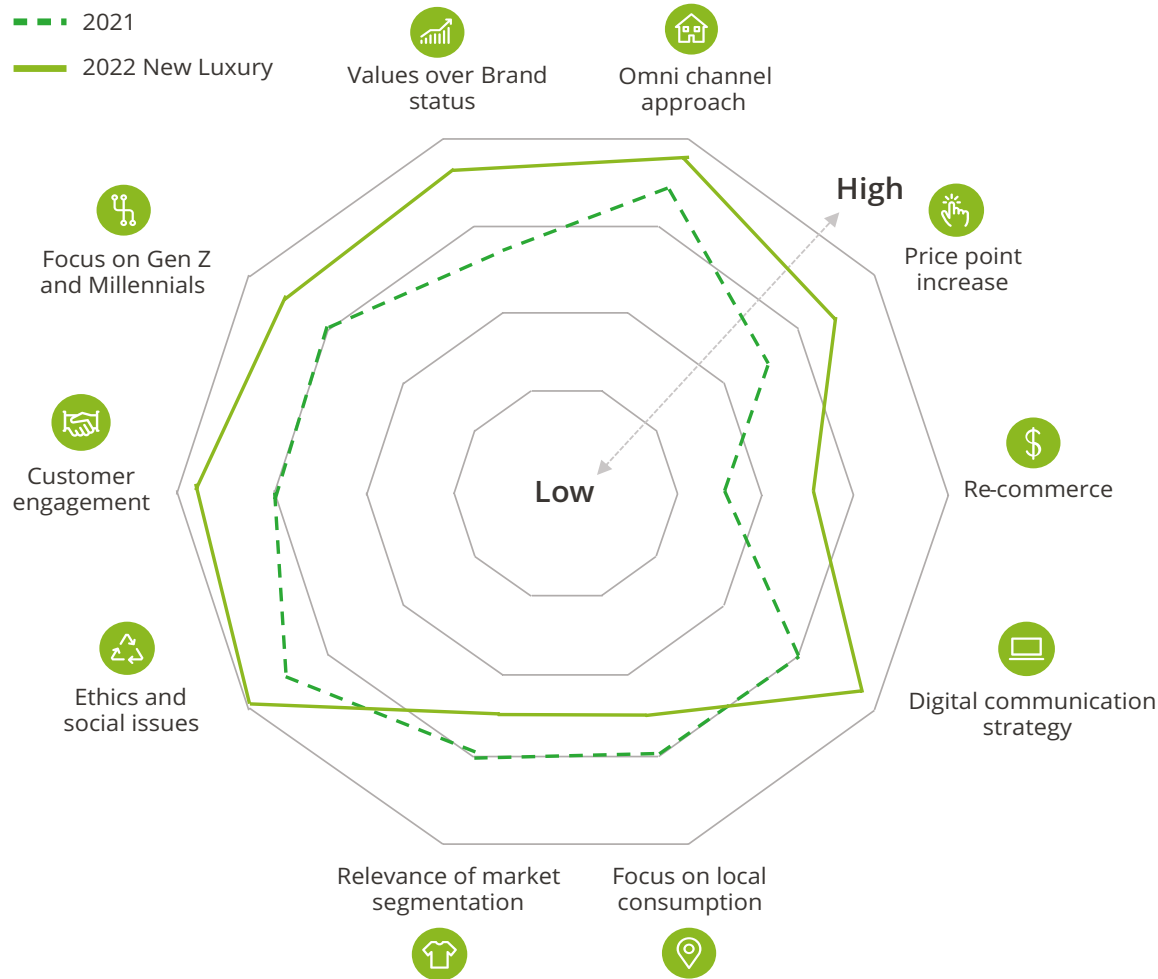 2021
2022 New Luxury
Values over Brand
status
Omni channel
approach
High
Price point
increase
Focus on Gen Z
and Millennials
Customer
engagement
Low
Re-commerce
Ethics and
social issues
Digital communication
strategy
Relevance of market
segmentation
Focus on local
consumption